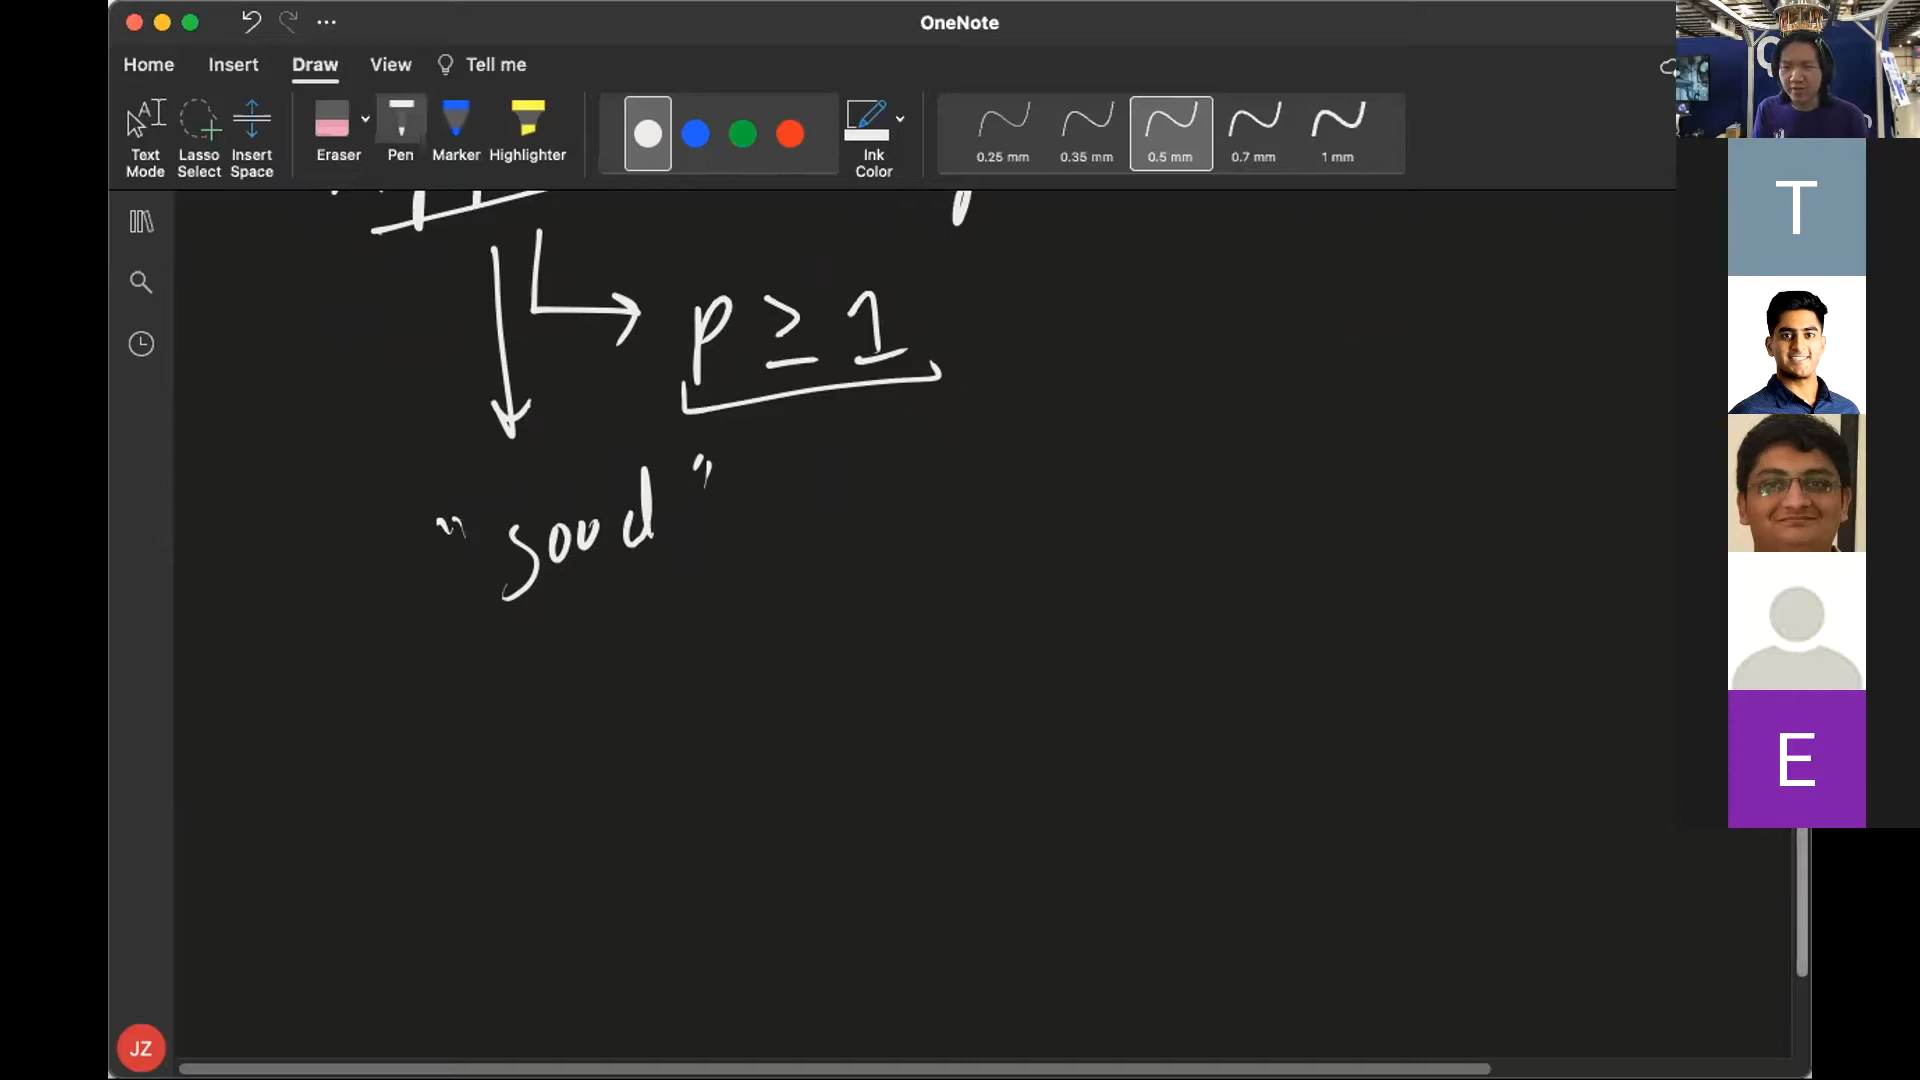 OneNote
Home Insert Draw View Tell me
Text Mode
Lasso Select
Insert Space
Eraser
Pen
Marker
Highlighter
Ink Color
0.25 mm
0.35 mm
0.5 mm
0.7 mm
1 mm
T
p ≥ 1
"good"
E
JZ